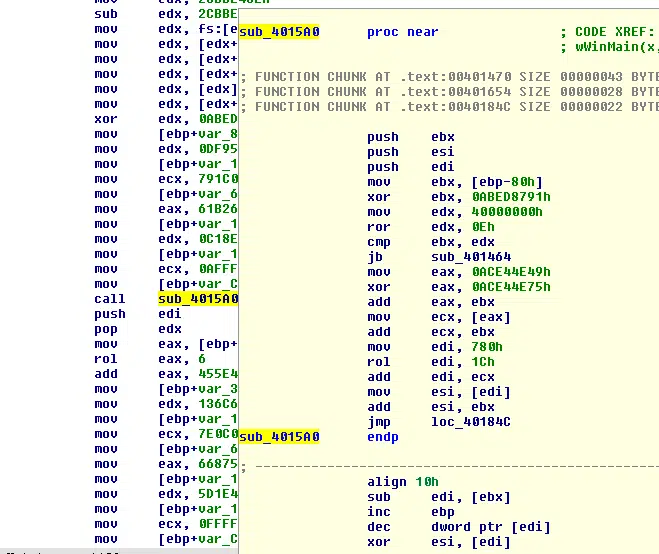 mov edx, 2CBBE48EH
sub edx, 2CBBE
mov edx, fs:[e
mov edx, [edx+
mov edx, [edx+
mov edx, [edx+
mov edx, [edx]
mov edx, [edx+
xor edx, 0ABED
mov [ebp+var_8
mov edx, 0DF95
mov [ebp+var_1
mov ecx, 791C0
mov [ebp+var_6
mov eax, 61B26
mov [ebp+var_1
mov edx, 0C18E
mov [ebp+var_1
mov ecx, 0AFFF
mov [ebp+var_C
call sub_4015A0
push edi
pop edx
mov eax, [ebp+
rol eax, 6
add eax, 455E4
mov [ebp+var_3
mov edx, 136C6
mov [ebp+var_1
mov ecx, 7E0C0
mov [ebp+var_6
mov eax, 66875
mov [ebp+var_1
mov edx, 5D1E4
mov [ebp+var_1
mov ecx, 0FFFF
mov [ebp+var_C
sub_4015A0 proc near ; CODE XREF:
; wWinMain(x,
; FUNCTION CHUNK AT .text:00401470 SIZE 00000043 BYTE
; FUNCTION CHUNK AT .text:00401654 SIZE 00000028 BYTE
; FUNCTION CHUNK AT .text:0040184C SIZE 00000022 BYTE
push ebx
push esi
push edi
mov ebx, [ebp-80h]
xor ebx, 0ABED8791h
mov edx, 40000000h
ror edx, 0Eh
cmp ebx, edx
jb sub_401464
mov eax, 0ACE44E49h
xor eax, 0ACE44E75h
add eax, ebx
mov ecx, [eax]
add ecx, ebx
mov edi, 780h
rol edi, 1Ch
add edi, ecx
mov esi, [edi]
add esi, ebx
jmp loc_40184C
sub_4015A0 endp
; ---------------------------------------------------------
align 10h
sub edi, [ebx]
inc ebp
dec dword ptr [edi]
xor esi, [edi]